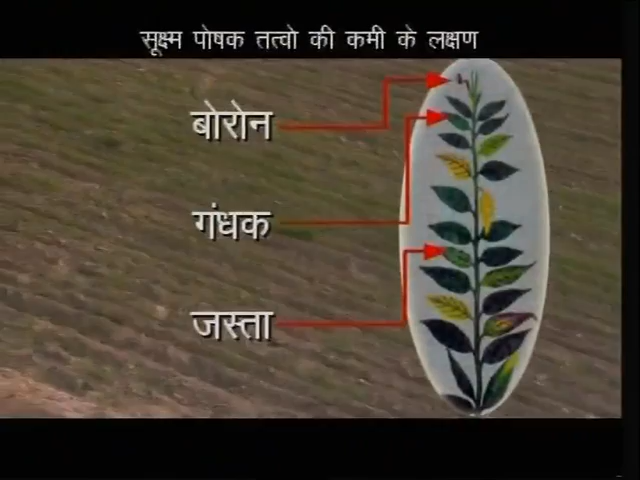 सूक्ष्म पोषक तत्वो की कमी के लक्षण
बोरोन
गंधक
जस्ता